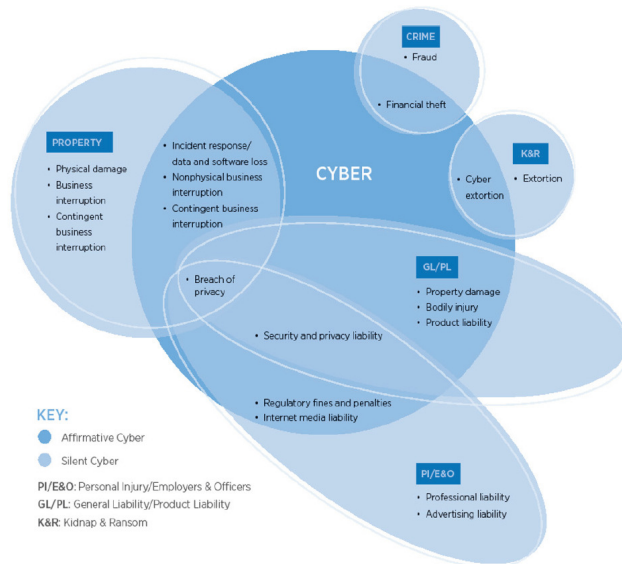 CRIME
• Fraud
• Financial theft
PROPERTY
• Physical damage
• Business
interruption
• Contingent
business
interruption
• Incident response/
data and software loss
• Nonphysical business
interruption
• Contingent business
interruption
CYBER
K&R
• Cyber
extortion
• Extortion
• Breach of
privacy
GL/PL
• Property damage
• Bodily injury
• Product liability
• Security and privacy liability
• Regulatory fines and penalties
• Internet media liability
PI/E&O
• Professional liability
• Advertising liability
KEY:
Affirmative Cyber
Silent Cyber
PI/E&O: Personal Injury/Employers & Officers
GL/PL: General Liability/Product Liability
K&R: Kidnap & Ransom